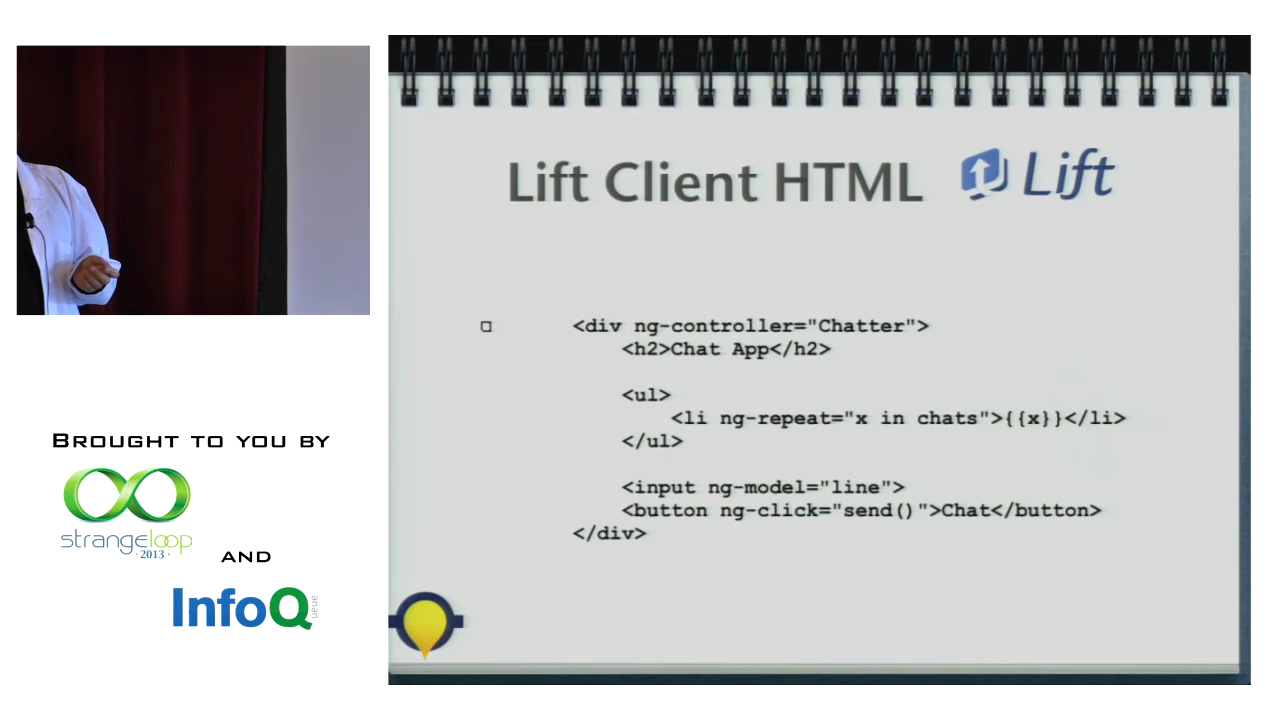 Lift Client HTML
Lift
<div ng-controller="Chatter">
<h2>Chat App</h2>
<ul>
<li ng-repeat="x in chats">{{x}}</li>
</ul>
<input ng-model="line">
<button ng-click="send()">Chat</button>
</div>
BROUGHT TO YOU BY
strangeloop
· 2013 ·
AND
InfoQ
ueue